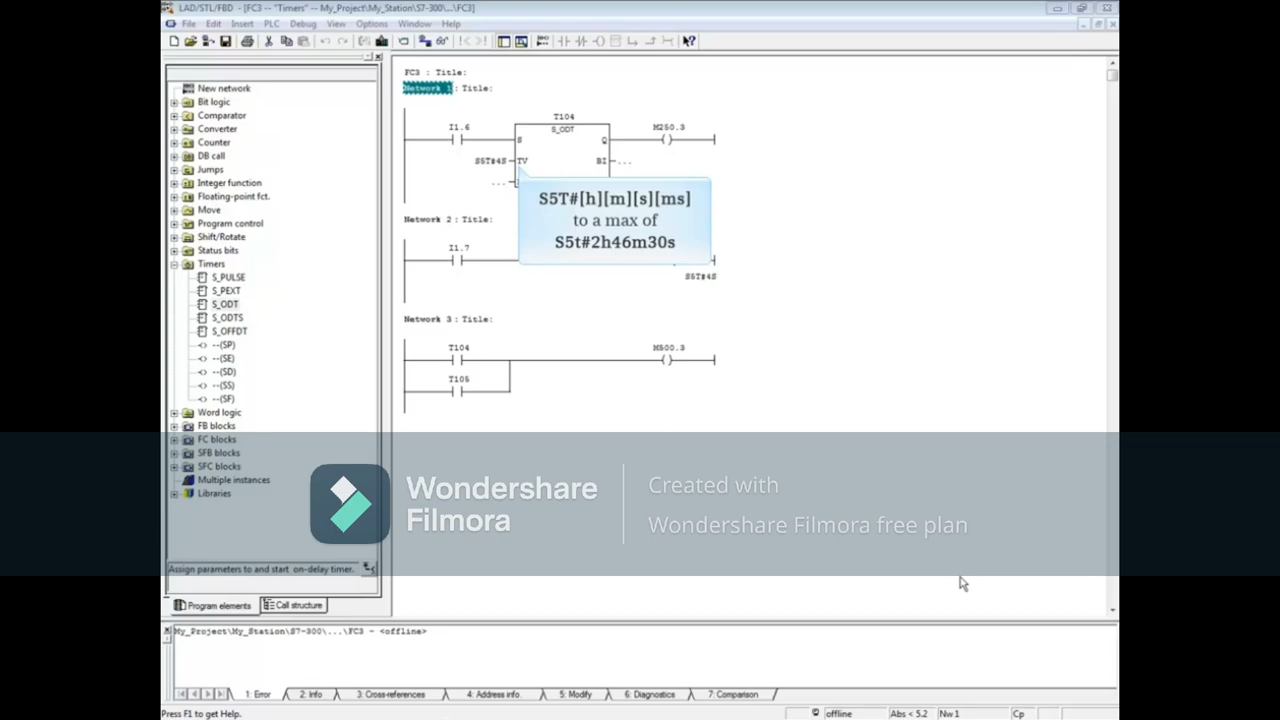 LAD/STL/FBD - [FC3 -- "Timers" -- My_Project\My_Station\S7-300\...\FC3]
File Edit Insert PLC Debug View Options Window Help
New network
Bit logic
Comparator
Converter
Counter
DB call
Jumps
Integer function
Floating-point fct.
Move
Program control
Shift/Rotate
Status bits
Timers
S_PULSE
S_PEXT
S_ODT
S_ODTS
S_OFFDT
--(SP)
--(SE)
--(SD)
--(SS)
--(SF)
Word logic
FB blocks
FC blocks
SFB blocks
SFC blocks
Multiple instances
Libraries
Assign parameters to and start on-delay timer.
Program elements Call structure
FC3 : Title:
Network 1 : Title:
T104
I1.6 S_ODT M250.3
S Q
S5T#4S TV BI ...
...
S5T#[h][m][s][ms]
to a max of
S5t#2h46m30s
Network 2 : Title:
I1.7
S5T#4S
Network 3 : Title:
T104 M500.3
T105
Wondershare
Filmora
Created with
Wondershare Filmora free plan
My_Project\My_Station\S7-300\...\FC3 - <offline>
1: Error 2: Info 3: Cross-references 4: Address info. 5: Modify 6: Diagnostics 7: Comparison
Press F1 to get Help. offline Abs < 5.2 Nw 1 Cp